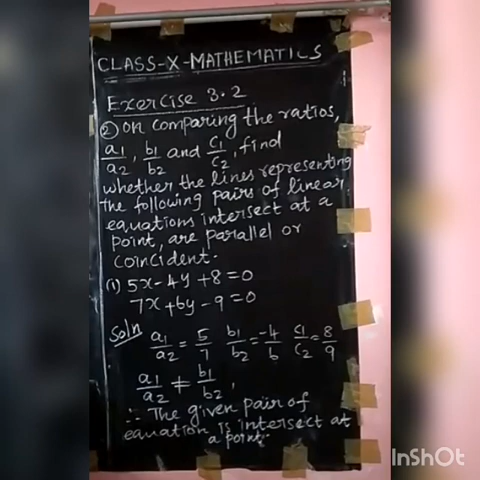 CLASS-X-MATHEMATICS
Exercise 3.2
② On comparing the ratios,
a1/a2, b1/b2 and c1/c2, find
whether the lines representing
the following pairs of linear
equations intersect at a
point, are parallel or
coincident.
(i) 5x-4y+8=0
7x+6y-9=0
Soln a1/a2 = 5/7 b1/b2 = -4/6 c1/c2 = 8/9
a1/a2 ≠ b1/b2,
∴ The given pair of
equation is intersect at
a point.
InShOt